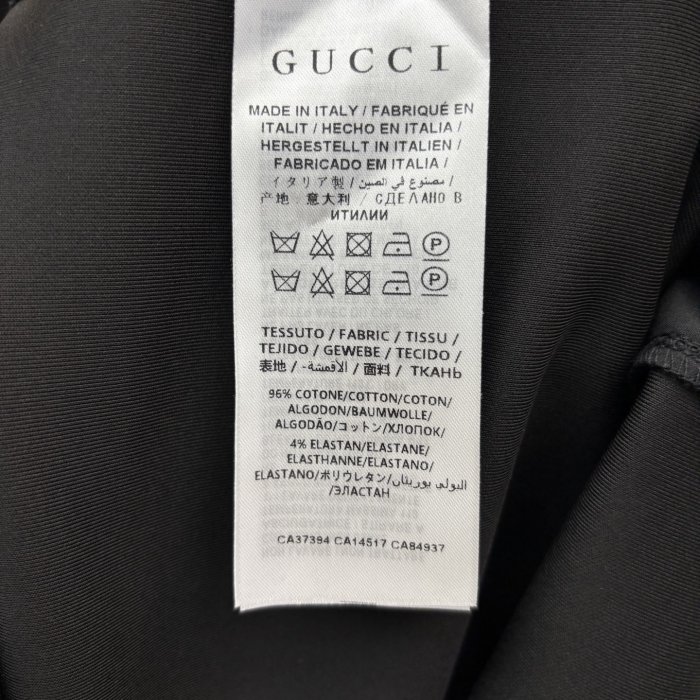 GUCCI
MADE IN ITALY / FABRIQUÉ EN
ITALIT / HECHO EN ITALIA /
HERGESTELLT IN ITALIEN /
FABRICADO EM ITALIA /
イタリア製 / مصنوع في الصين /
产地:意大利 / СДЕЛАНО В
ИТИЛИИ
P
P
TESSUTO / FABRIC / TISSU /
TEJIDO / GEWEBE / TECIDO /
表地 / الاقمشة- / 面料 / ТКАНЬ
96% COTONE/COTTON/COTON/
ALGODON/BAUMWOLLE/
ALGODÃO/コットン/ХЛОПОК/
4% ELASTAN/ELASTANE/
ELASTHANNE/ELASTANO/
ELASTANO/ポリウレタン/البولي يوريثان
/ЭЛАСТАН
CA37394 CA14517 CA84937